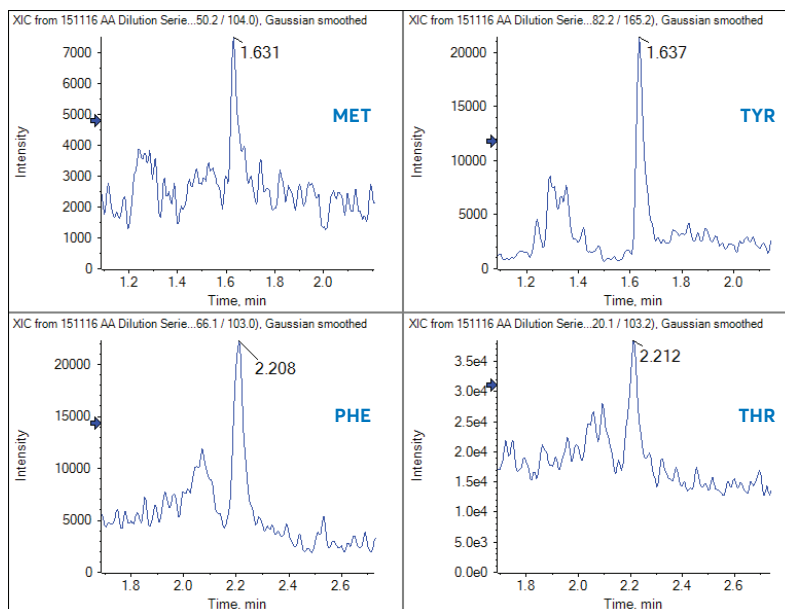 XIC from 151116 AA Dilution Serie...50.2 / 104.0), Gaussian smoothed
1.631
MET
Intensity
7000
6000
5000
4000
3000
2000
1000
0
1.2 1.4 1.6 1.8 2.0
Time, min
XIC from 151116 AA Dilution Serie...82.2 / 165.2), Gaussian smoothed
1.637
TYR
Intensity
20000
15000
10000
5000
0
1.2 1.4 1.6 1.8 2.0
Time, min
XIC from 151116 AA Dilution Serie...66.1 / 103.0), Gaussian smoothed
2.208
PHE
Intensity
20000
15000
10000
5000
0
1.8 2.0 2.2 2.4 2.6
Time, min
XIC from 151116 AA Dilution Serie...20.1 / 103.2), Gaussian smoothed
2.212
THR
Intensity
3.5e4
3.0e4
2.5e4
2.0e4
1.5e4
1.0e4
5.0e3
0.0e0
1.8 2.0 2.2 2.4 2.6
Time, min